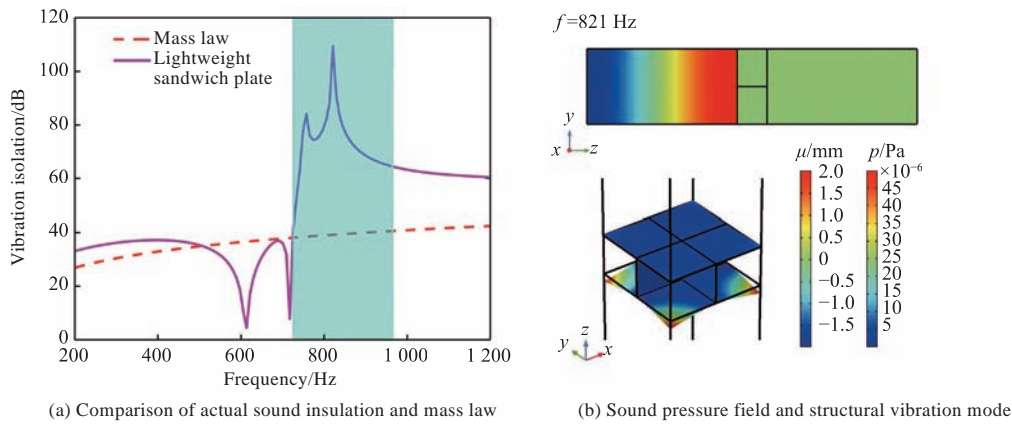 120
100
80
60
40
20
0
Vibration isolation/dB
Mass law
Lightweight
sandwich plate
200
400
600
800
1 000
1 200
Frequency/Hz
(a) Comparison of actual sound insulation and mass law
f=821 Hz
y
x
z
μ/mm
2.0
1.5
1.0
0.5
0
−0.5
−1.0
−1.5
p/Pa
×10⁻⁶
45
40
35
30
25
20
15
10
5
z
y
x
(b) Sound pressure field and structural vibration mode